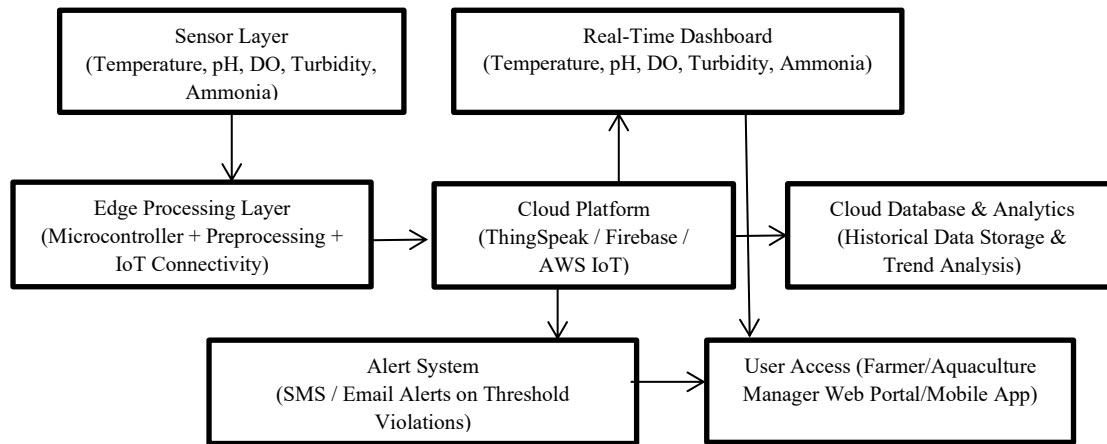 Sensor Layer
(Temperature, pH, DO, Turbidity,
Ammonia)
Real-Time Dashboard
(Temperature, pH, DO, Turbidity, Ammonia)
Edge Processing Layer
(Microcontroller + Preprocessing +
IoT Connectivity)
Cloud Platform
(ThingSpeak / Firebase /
AWS IoT)
Cloud Database & Analytics
(Historical Data Storage &
Trend Analysis)
Alert System
(SMS / Email Alerts on Threshold
Violations)
User Access (Farmer/Aquaculture
Manager Web Portal/Mobile App)